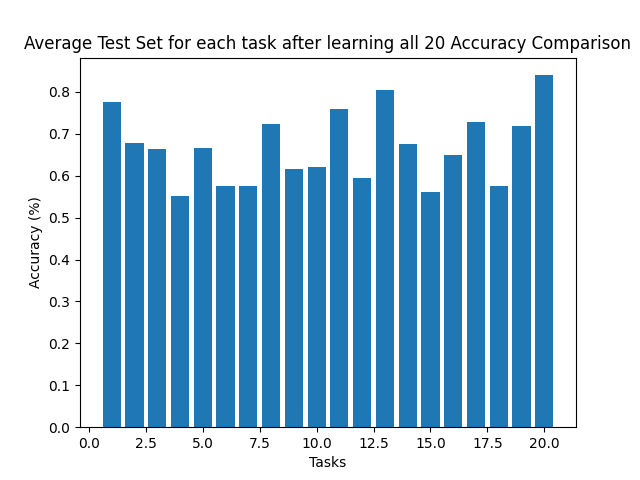 Average Test Set for each task after learning all 20 Accuracy Comparison
Accuracy (%)
0.8
0.7
0.6
0.5
0.4
0.3
0.2
0.1
0.0
0.0 2.5 5.0 7.5 10.0 12.5 15.0 17.5 20.0
Tasks